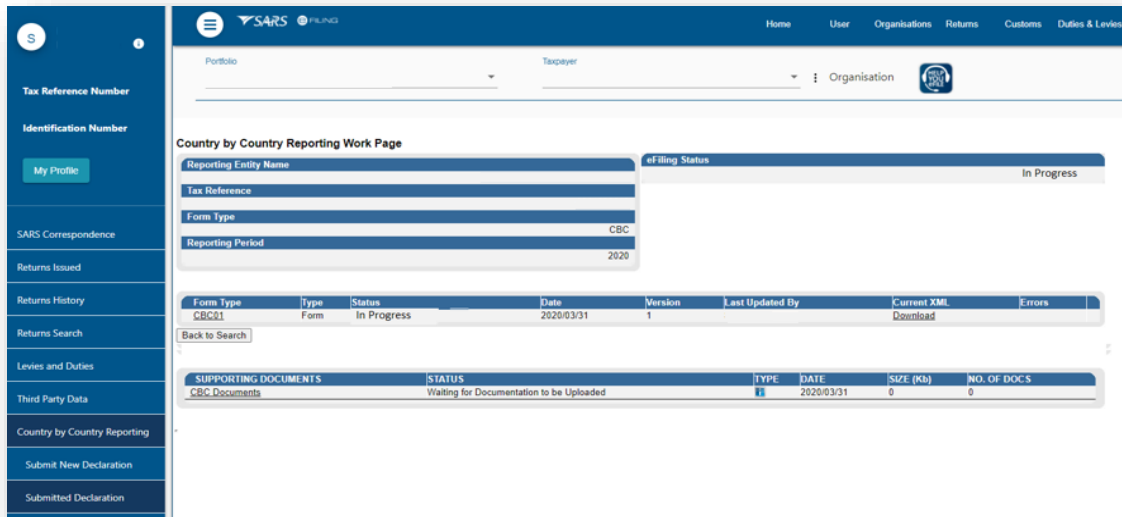 S
Tax Reference Number
Identification Number
My Profile
SARS Correspondence
Returns Issued
Returns History
Returns Search
Levies and Duties
Third Party Data
Country by Country Reporting
Submit New Declaration
Submitted Declaration
SARS eFILING
Home User Organisations Returns Customs Duties & Levies
Portfolio Taxpayer
Organisation
HELP YOU eFILE
Country by Country Reporting Work Page
Reporting Entity Name
Tax Reference
Form Type
CBC
Reporting Period
2020
eFiling Status
In Progress
Form Type Type Status Date Version Last Updated By Current XML Errors
CBC01 Form In Progress 2020/03/31 1 Download
Back to Search
SUPPORTING DOCUMENTS STATUS TYPE DATE SIZE (Kb) NO. OF DOCS
CBC Documents Waiting for Documentation to be Uploaded 2020/03/31 0 0